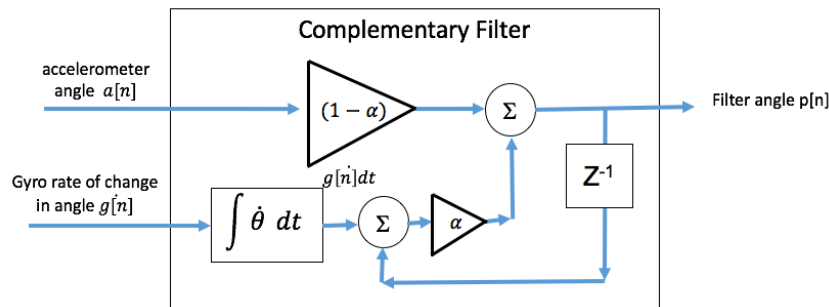 Complementary Filter
accelerometer
angle a[n]
(1 − α)
Σ
Filter angle p[n]
Gyro rate of change
in angle g[ṅ]
∫ θ̇ dt
g[ṅ]dt
Σ
α
Z⁻¹